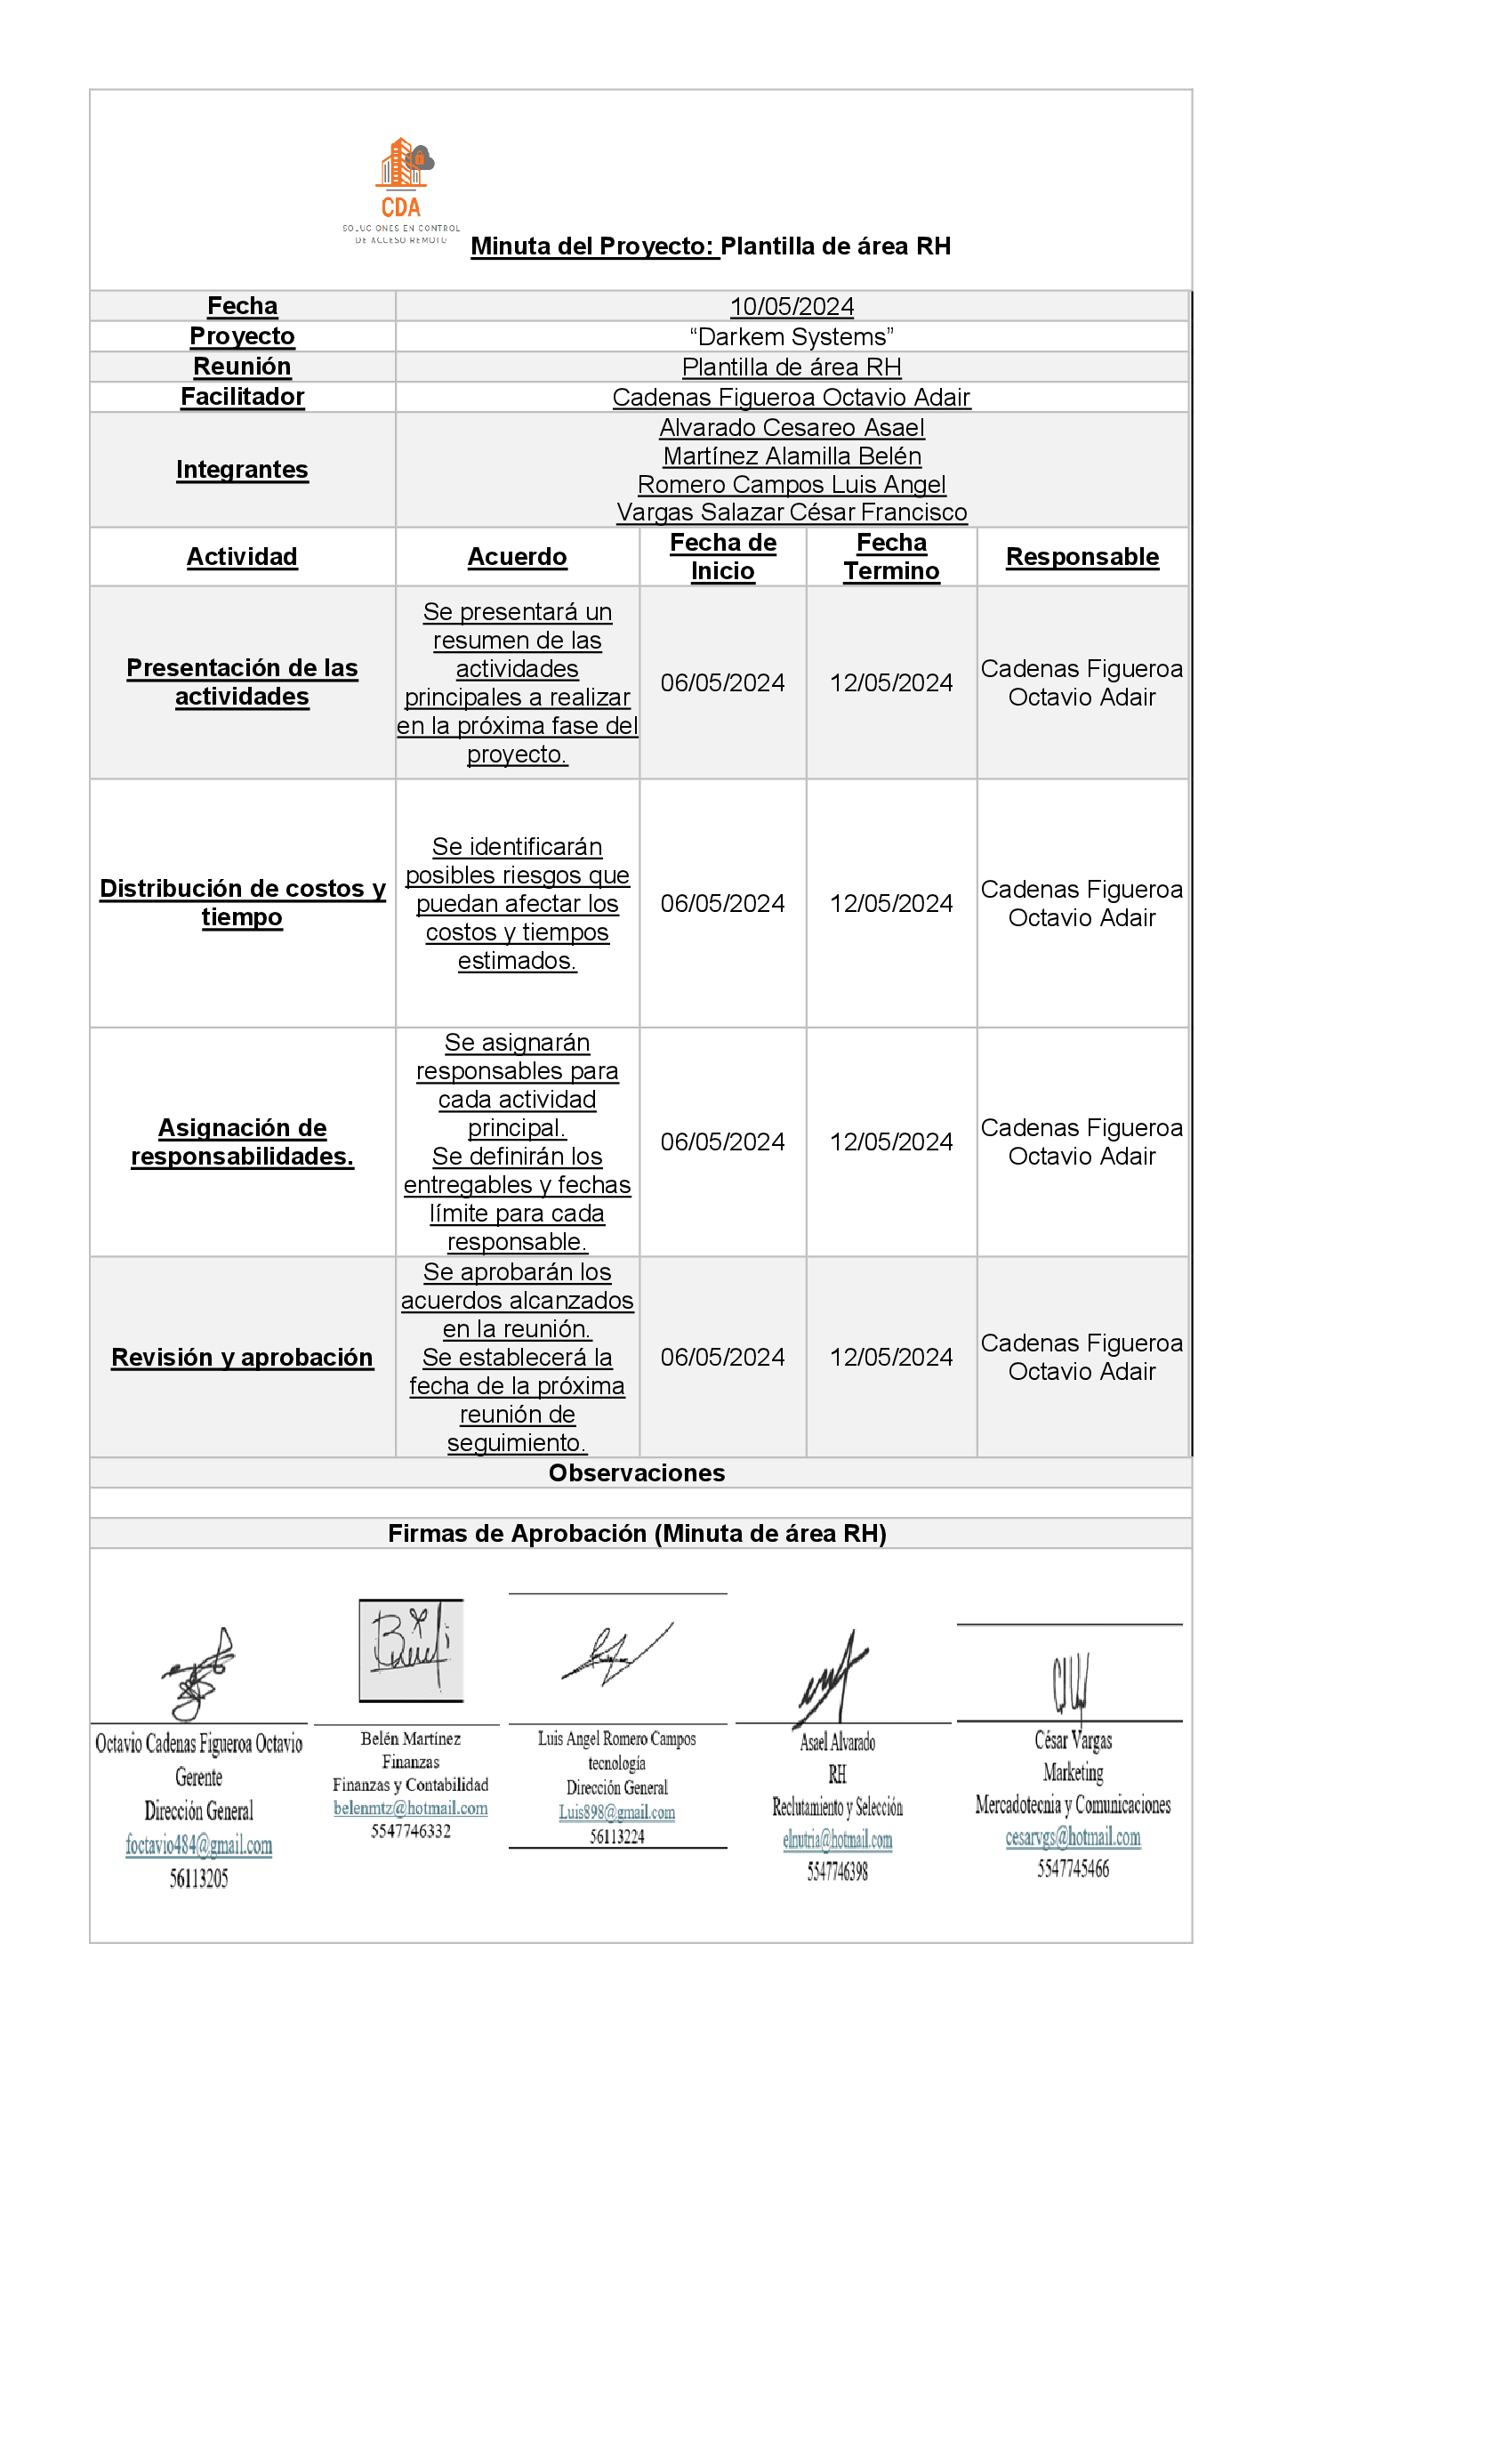 CDA
SOLUCIONES EN CONTROL
DE ACCESO REMOTO
Minuta del Proyecto: Plantilla de área RH
Fecha
10/05/2024
Proyecto
“Darkem Systems”
Reunión
Plantilla de área RH
Facilitador
Cadenas Figueroa Octavio Adair
Integrantes
Alvarado Cesareo Asael
Martínez Alamilla Belén
Romero Campos Luis Angel
Vargas Salazar César Francisco
Actividad
Acuerdo
Fecha de
Inicio
Fecha
Termino
Responsable
Presentación de las
actividades
Se presentará un
resumen de las
actividades
principales a realizar
en la próxima fase del
proyecto.
06/05/2024
12/05/2024
Cadenas Figueroa
Octavio Adair
Distribución de costos y
tiempo
Se identificarán
posibles riesgos que
puedan afectar los
costos y tiempos
estimados.
06/05/2024
12/05/2024
Cadenas Figueroa
Octavio Adair
Asignación de
responsabilidades.
Se asignarán
responsables para
cada actividad
principal.
Se definirán los
entregables y fechas
límite para cada
responsable.
06/05/2024
12/05/2024
Cadenas Figueroa
Octavio Adair
Revisión y aprobación
Se aprobarán los
acuerdos alcanzados
en la reunión.
Se establecerá la
fecha de la próxima
reunión de
seguimiento.
06/05/2024
12/05/2024
Cadenas Figueroa
Octavio Adair
Observaciones
Firmas de Aprobación (Minuta de área RH)
Octavio Cadenas Figueroa Octavio
Gerente
Dirección General
foctavio484@gmail.com
56113205
Belén Martínez
Finanzas
Finanzas y Contabilidad
belenmtz@hotmail.com
5547746332
Luis Angel Romero Campos
tecnología
Dirección General
Luis898@gmail.com
56113224
Asael Alvarado
RH
Reclutamiento y Selección
elnutria@hotmail.com
5547746398
César Vargas
Marketing
Mercadotecnia y Comunicaciones
cesarvgs@hotmail.com
5547745466